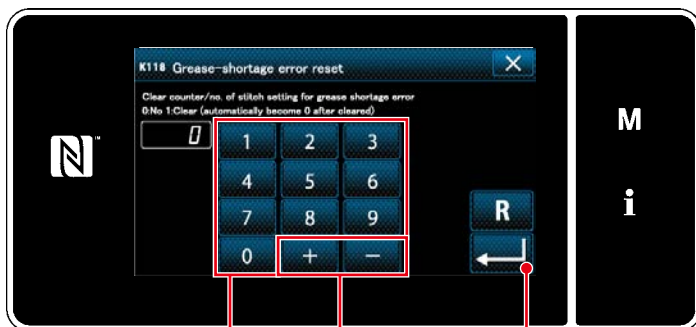 K118 Grease-shortage error reset
Clear counter/no. of stitch setting for grease shortage error
0:No 1:Clear (automatically become 0 after cleared)
0
1 2 3
4 5 6
7 8 9
0 + −
R
M
i